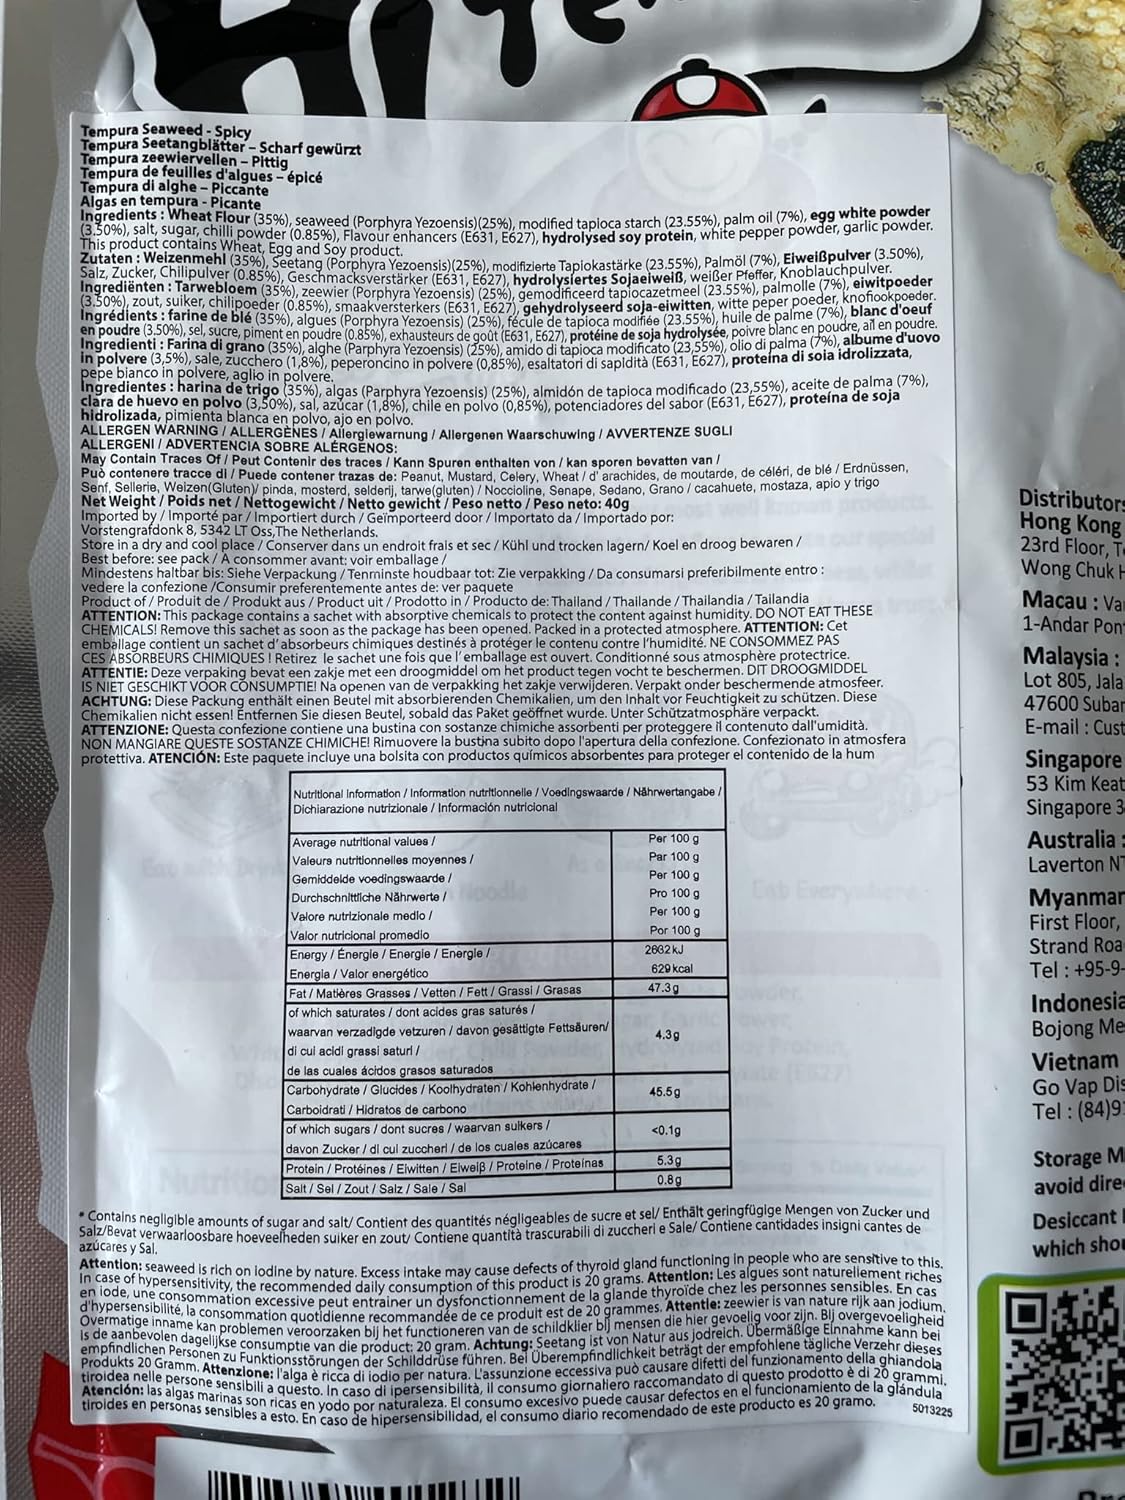 Tempura Seaweed - Spicy
Tempura Seetangblätter – Scharf gewürzt
Tempura zeewiervellen – Pittig
Tempura de feuilles d'algues – épicé
Tempura di alghe – Piccante
Algas en tempura - Picante
Ingredients : Wheat Flour (35%), seaweed (Porphyra Yezoensis)(25%), modified tapioca starch (23.55%), palm oil (7%), egg white powder
(3.50%), salt, sugar, chilli powder (0.85%), Flavour enhancers (E631, E627), hydrolysed soy protein, white pepper powder, garlic powder.
This product contains Wheat, Egg and Soy product.
Zutaten : Weizenmehl (35%), Seetang (Porphyra Yezoensis)(25%), modifizierte Tapiokastärke (23.55%), Palmöl (7%), Eiweißpulver (3.50%),
Salz, Zucker, Chilipulver (0.85%), Geschmacksverstärker (E631, E627), hydrolysiertes Sojaeiweiß, weißer Pfeffer, Knoblauchpulver.
Ingrediënten : Tarwebloem (35%), zeewier (Porphyra Yezoensis) (25%), gemodificeerd tapiocazetmeel (23.55%), palmolie (7%), eiwitpoeder
(3.50%), zout, suiker, chilipoeder (0.85%), smaakversterkers (E631, E627), gehydrolyseerd soja-eiwitten, witte peper poeder, knoflookpoeder.
Ingrédients : farine de blé (35%), algues (Porphyra Yezoensis) (25%), fécule de tapioca modifiée (23.55%), huile de palme (7%), blanc d'oeuf
en poudre (3.50%), sel, sucre, piment en poudre (0.85%), exhausteurs de goût (E631, E627), protéine de soja hydrolysée, poivre blanc en poudre, ail en poudre.
Ingredienti : Farina di grano (35%), alghe (Parphyra Yezoensis) (25%), amido di tapioca modificato (23,55%), olio di palma (7%), albume d'uovo
in polvere (3,5%), sale, zucchero (1,8%), peperoncino in polvere (0,85%), esaltatori di sapidità (E631, E627), proteina di soia idrolizzata,
pepe bianco in polvere, aglio in polvere.
Ingredientes : harina de trigo (35%), algas (Parphyra Yezoensis) (25%), almidón de tapioca modificado (23,55%), aceite de palma (7%),
clara de huevo en polvo (3,50%), sal, azúcar (1,8%), chile en polvo (0,85%), potenciadores del sabor (E631, E627), proteína de soja
hidrolizada, pimienta blanca en polvo, ajo en polvo.
ALLERGEN WARNING / ALLERGÈNES / Allergiewarnung / Allergenen Waarschuwing / AVVERTENZE SUGLI
ALLERGENI / ADVERTENCIA SOBRE ALÉRGENOS:
May Contain Traces Of / Peut Contenir des traces / Kann Spuren enthalten von / kan sporen bevatten van /
Può contenere tracce di / Puede contener trazas de: Peanut, Mustard, Celery, Wheat / d' arachides, de moutarde, de céléri, de blé / Erdnüssen,
Senf, Sellerie, Weizen(Gluten)/ pinda, mosterd, selderij, tarwe(gluten) / Noccioline, Senape, Sedano, Grano / cacahuete, mostaza, apio y trigo
Net Weight / Poids net / Nettogewicht / Netto gewicht / Peso netto / Peso neto: 40g
Imported by / Importé par / Importiert durch / Geïmporteerd door / Importato da / Importado por:
Vorstengrafdonk 8, 5342 LT Oss,The Netherlands.
Store in a dry and cool place / Conserver dans un endroit frais et sec / Kühl und trocken lagern/ Koel en droog bewaren /
Best before: see pack / À consommer avant: voir emballage /
Mindestens haltbar bis: Siehe Verpackung / Tenminste houdbaar tot: Zie verpakking / Da consumarsi preferibilmente entro :
vedere la confezione /Consumir preferentemente antes de: ver paquete
Product of / Produit de / Produkt aus / Product uit / Prodotto in / Producto de: Thailand / Thaïlande / Thailandia / Tailandia
ATTENTION: This package contains a sachet with absorptive chemicals to protect the content against humidity. DO NOT EAT THESE
CHEMICALS! Remove this sachet as soon as the package has been opened. Packed in a protected atmosphere. ATTENTION: Cet
emballage contient un sachet d'absorbeurs chimiques destinés à protéger le contenu contre l'humidité. NE CONSOMMEZ PAS
CES ABSORBEURS CHIMIQUES ! Retirez le sachet une fois que l'emballage est ouvert. Conditionné sous atmosphère protectrice.
ATTENTIE: Deze verpaking bevat een zakje met een droogmiddel om het product tegen vocht te beschermen. DIT DROOGMIDDEL
IS NIET GESCHIKT VOOR CONSUMPTIE! Na openen van de verpakking het zakje verwijderen. Verpakt onder beschermende atmosfeer.
ACHTUNG: Diese Packung enthält einen Beutel mit absorbierenden Chemikalien, um den Inhalt vor Feuchtigkeit zu schützen. Diese
Chemikalien nicht essen! Entfernen Sie diesen Beutel, sobald das Paket geöffnet wurde. Unter Schützatmosphäre verpackt.
ATTENZIONE: Questa confezione contiene una bustina con sostanze chimiche assorbenti per proteggere il contenuto dall'umidità.
NON MANGIARE QUESTE SOSTANZE CHIMICHE! Rimuovere la bustina subito dopo l'apertura della confezione. Confezionato in atmosfera
protettiva. ATENCIÓN: Este paquete incluye una bolsita con productos químicos absorbentes para proteger el contenido de la hum
Nutritional Information / Information nutritionnelle / Voedingswaarde / Nährwertangabe /
Dichiarazione nutrizionale / Información nutricional
Average nutritional values / Per 100 g
Valeurs nutritionnelles moyennes / Par 100 g
Gemiddelde voedingswaarde / Per 100 g
Durchschnittliche Nährwerte / Pro 100 g
Valore nutrizionale medio / Per 100 g
Valor nutricional promedio Por 100 g
Energy / Énergie / Energie / Energie / 2632 kJ
Energia / Valor energético 629 kcal
Fat / Matières Grasses / Vetten / Fett / Grassi / Grasas 47.3 g
of which saturates / dont acides gras saturés /
waarvan verzadigde vetzuren / davon gesättigte Fettsäuren/ 4,3g
di cui acidi grassi saturi /
de las cuales ácidos grasos saturados
Carbohydrate / Glucides / Koolhydraten / Kohlenhydrate / 45.5g
Carboidrati / Hidratos de carbono
of which sugars / dont sucres / waarvan suikers / <0.1g
davon Zucker / di cui zuccheri / de los cuales azúcares
Protein / Protéines / Eiwitten / Eiweiβ / Proteine / Proteínas 5.3g
Salt / Sel / Zout / Salz / Sale / Sal 0.8g
* Contains negligible amounts of sugar and salt/ Contient des quantités négligeables de sucre et sel/ Enthält geringfügige Mengen von Zucker und
Salz/Bevat verwaarloosbare hoeveelheden suiker en zout/ Contiene quantità trascurabili di zuccheri e Sale/ Contiene cantidades insigni cantes de
azúcares y Sal.
Attention: seaweed is rich on iodine by nature. Excess intake may cause defects of thyroid gland functioning in people who are sensitive to this.
In case of hypersensitivity, the recommended daily consumption of this product is 20 grams. Attention: Les algues sont naturellement riches
en iode, une consommation excessive peut entrainer un dysfonctionnement de la glande thyroïde chez les personnes sensibles. En cas
d'hypersensibilité, la consommation quotidienne recommandée de ce produit est de 20 grammes. Attentie: zeewier is van nature rijk aan jodium.
Overmatige inname kan problemen veroorzaken bij het functioneren van de schildklier bij mensen die hier gevoelig voor zijn. Bij overgevoeligheid
is de aanbevolen dagelijkse consumptie van die product: 20 gram. Achtung: Seetang ist von Natur aus jodreich. Übermäßige Einnahme kann bei
empfindlichen Personen zu Funktionsstörungen der Schilddrüse führen. Bei Überempfindlichkeit beträgt der empfohlene tägliche Verzehr dieses
Produkts 20 Gramm. Attenzione: l'alga è ricca di iodio per natura. L'assunzione eccessiva può causare difetti del funzionamento della ghiandola
tiroidea nelle persone sensibili a questo. In caso di ipersensibilità, il consumo giornaliero raccomandato di questo prodotto è di 20 grammi.
Atención: las algas marinas son ricas en yodo por naturaleza. El consumo excesivo puede causar defectos en el funcionamiento de la glándula
tiroides en personas sensibles a esto. En caso de hipersensibilidad, el consumo diario recomendado de este producto es 20 gramo.
5013225
Distributors
Hong Kong
23rd Floor,
Wong Chuk
Macau :
1-Andar
Malaysia :
Lot 805,
47600
E-mail :
Singapore
53 Kim
Singapore
Australia :
Laverton
Myanmar
First Floor,
Strand
Tel : +95-9-
Indonesia
Bojong
Vietnam
Go Vap
Tel :
Storage
avoid
Desiccant
which